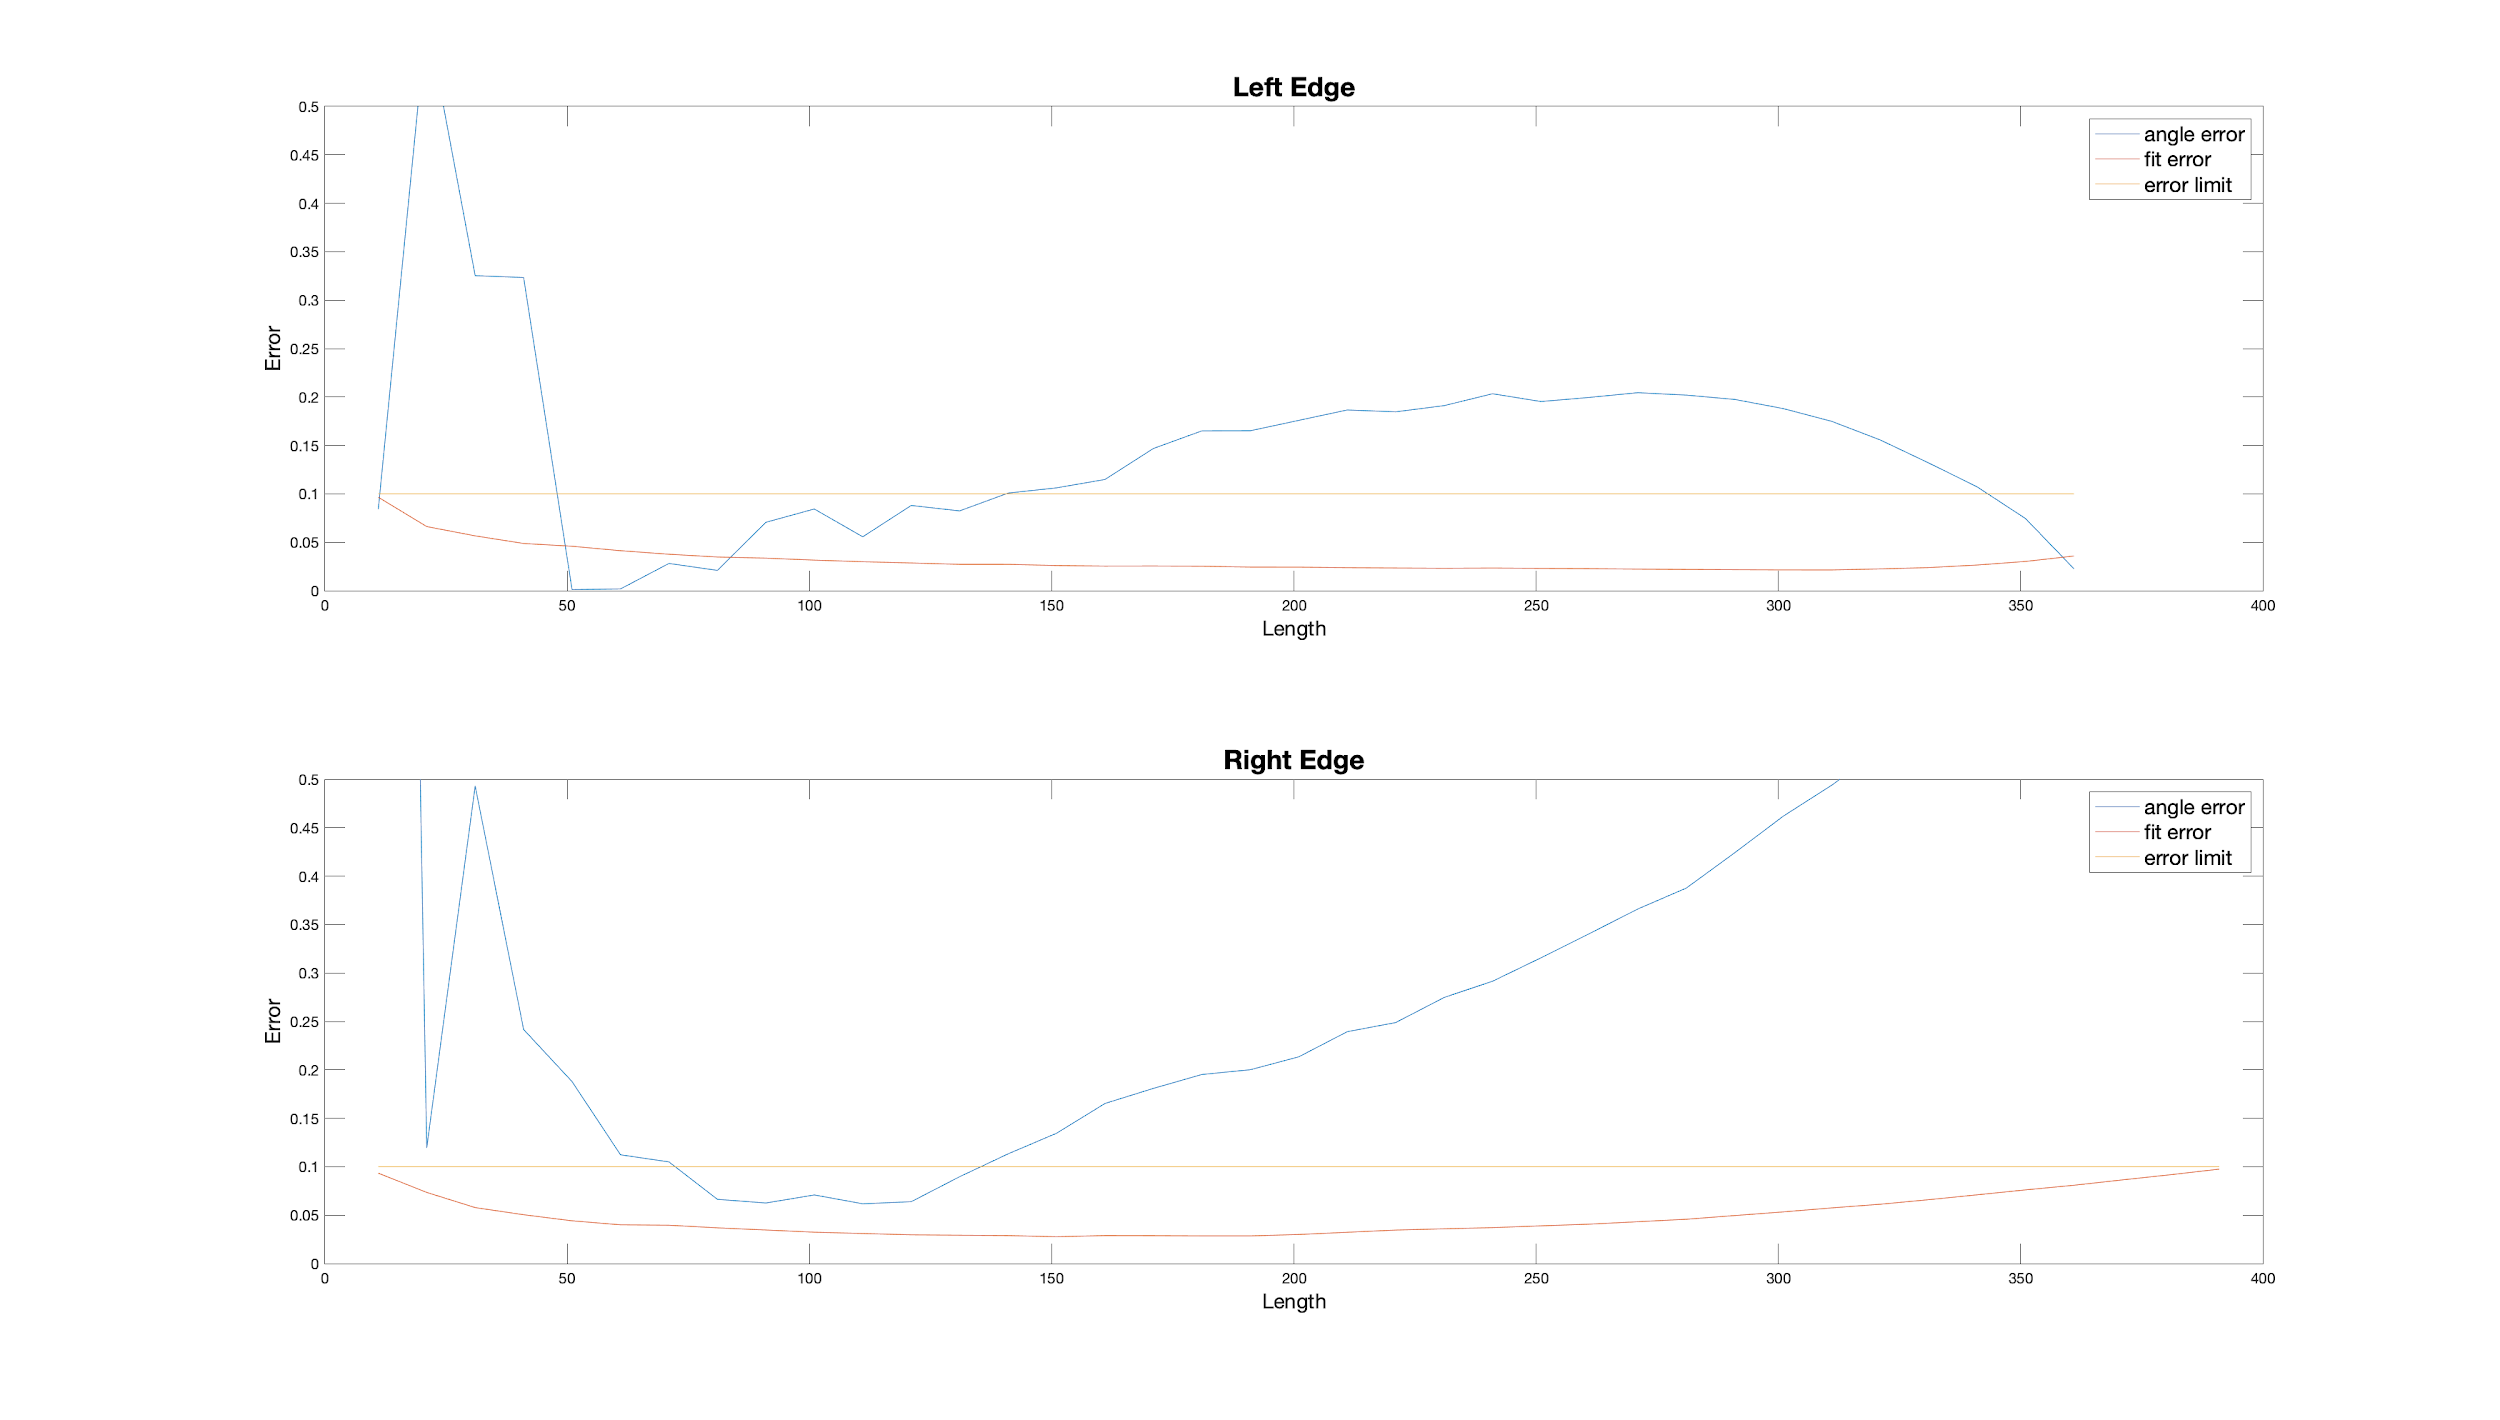 Left Edge
0.5
0.45
0.4
0.35
0.3
0.25
0.2
0.15
0.1
0.05
0
Error
angle error
fit error
error limit
0 50 100 150 200 250 300 350 400
Length
Right Edge
0.5
0.45
0.4
0.35
0.3
0.25
0.2
0.15
0.1
0.05
0
Error
angle error
fit error
error limit
0 50 100 150 200 250 300 350 400
Length